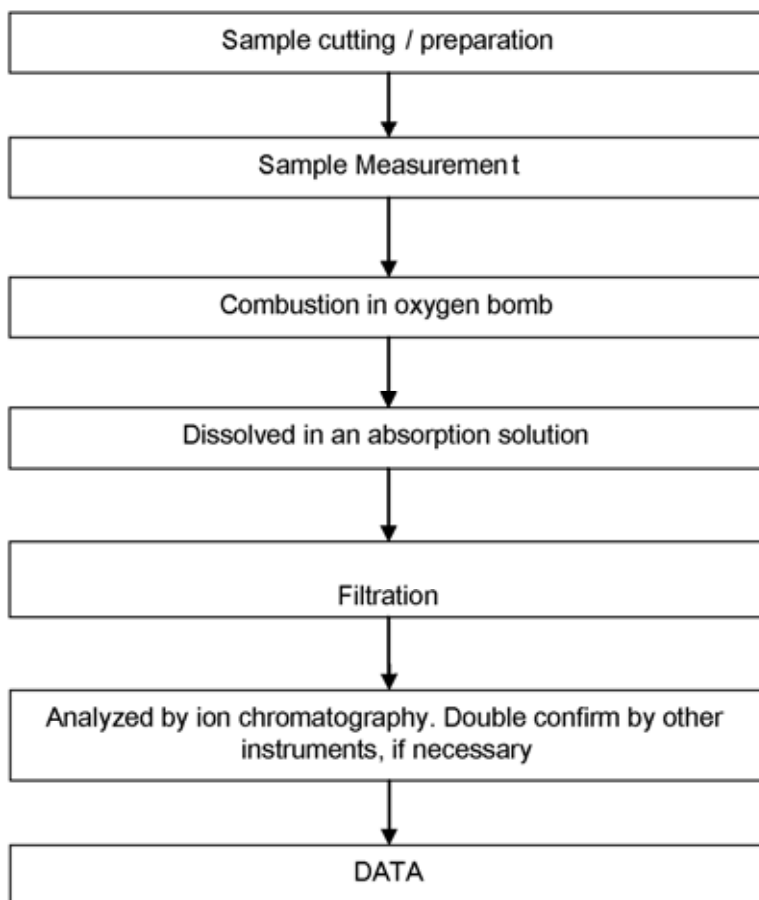 Sample cutting / preparation
Sample Measurement
Combustion in oxygen bomb
Dissolved in an absorption solution
Filtration
Analyzed by ion chromatography. Double confirm by other
instruments, if necessary
DATA